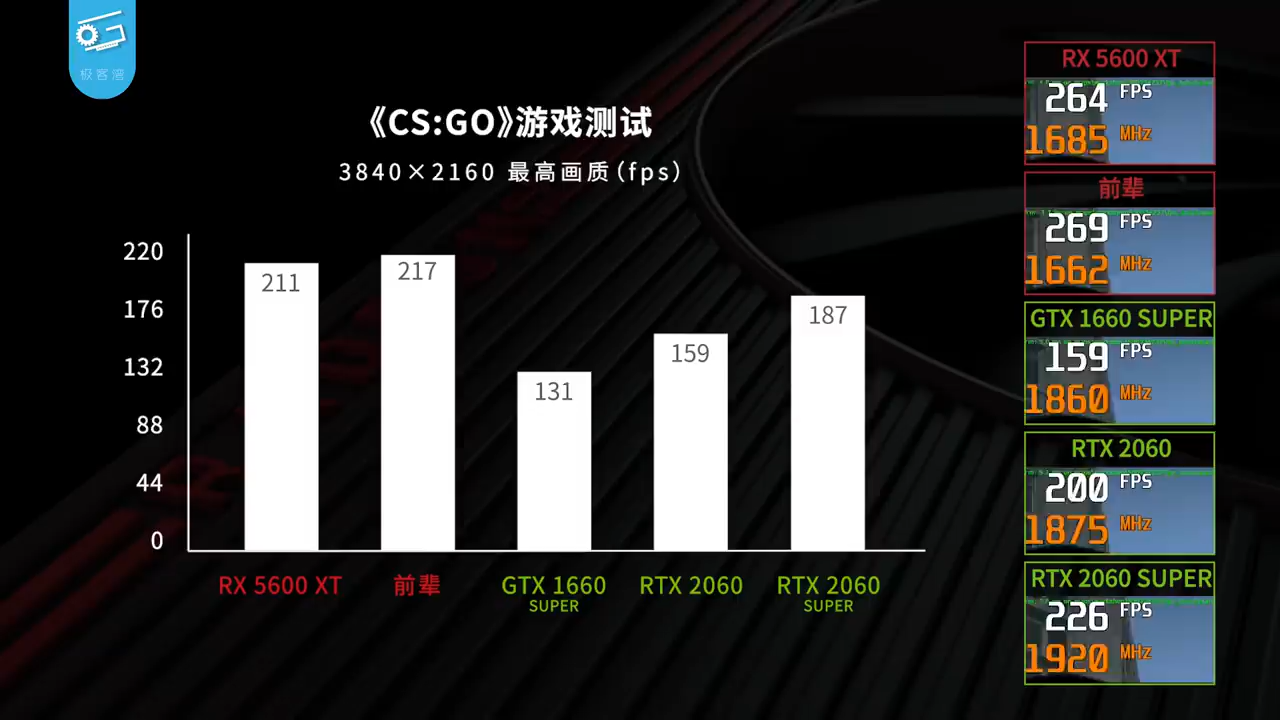 极客湾
《CS:GO》游戏测试
3840×2160 最高画质(fps)
220
176
132
88
44
0
211
217
131
159
187
RX 5600 XT
前辈
GTX 1660
SUPER
RTX 2060
RTX 2060
SUPER
RX 5600 XT
264 FPS
1685 MHz
前辈
269 FPS
1662 MHz
GTX 1660 SUPER
159 FPS
1860 MHz
RTX 2060
200 FPS
1875 MHz
RTX 2060 SUPER
226 FPS
1920 MHz